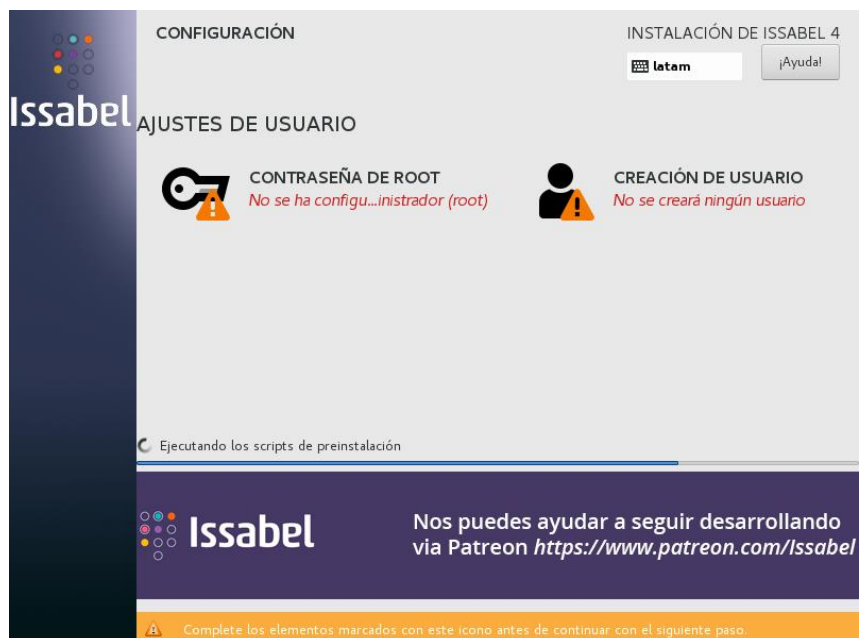 CONFIGURACIÓN
INSTALACIÓN DE ISSABEL 4
latam
¡Ayuda!
Issabel
AJUSTES DE USUARIO
CONTRASEÑA DE ROOT
No se ha configu...inistrador (root)
CREACIÓN DE USUARIO
No se creará ningún usuario
Ejecutando los scripts de preinstalación
Issabel
Nos puedes ayudar a seguir desarrollando
via Patreon https://www.patreon.com/Issabel
Complete los elementos marcados con este icono antes de continuar con el siguiente paso.